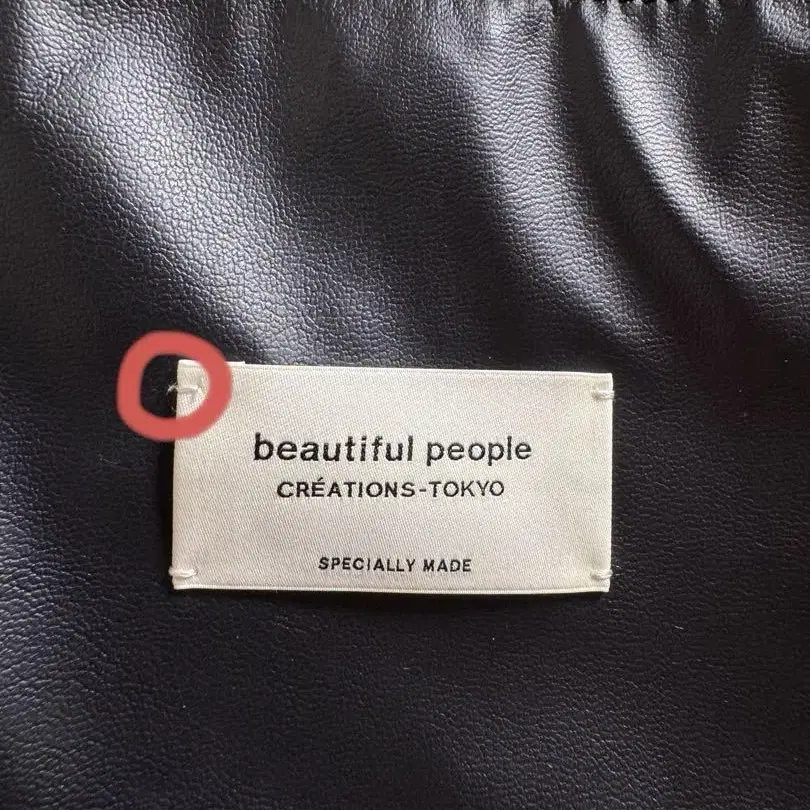 beautiful people
CRÉATIONS-TOKYO
SPECIALLY MADE